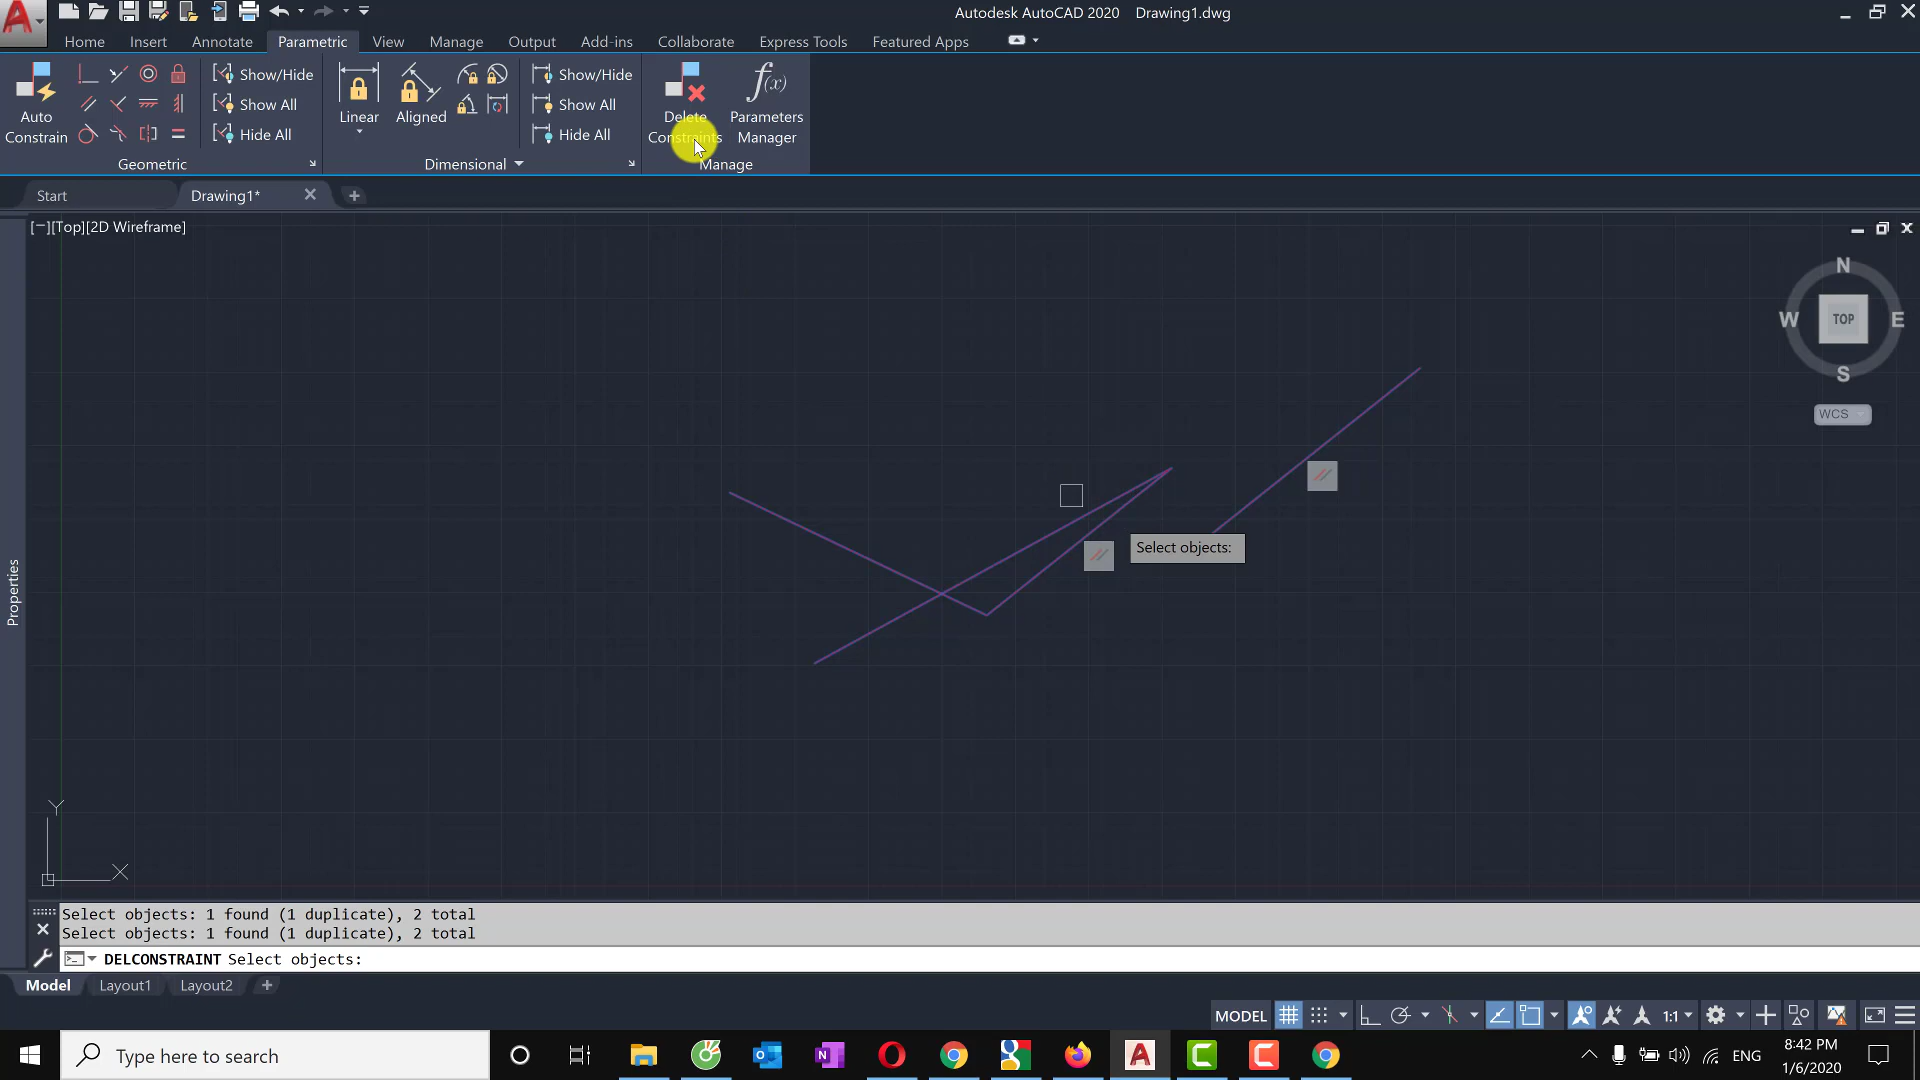 Autodesk AutoCAD 2020 Drawing1.dwg
Home Insert Annotate Parametric View Manage Output Add-ins Collaborate Express Tools Featured Apps
Auto
Constrain
Show/Hide
Show All
Hide All
Geometric
Linear
Aligned
Show/Hide
Show All
Hide All
Dimensional
Delete
Constraints
Parameters
Manager
Manage
Start
Drawing1*
[−][Top][2D Wireframe]
N
W
TOP
E
S
WCS
Properties
Select objects:
Y
X
Select objects: 1 found (1 duplicate), 2 total
Select objects: 1 found (1 duplicate), 2 total
DELCONSTRAINT Select objects:
Model Layout1 Layout2
MODEL
1:1
Type here to search
ENG
8:42 PM
1/6/2020